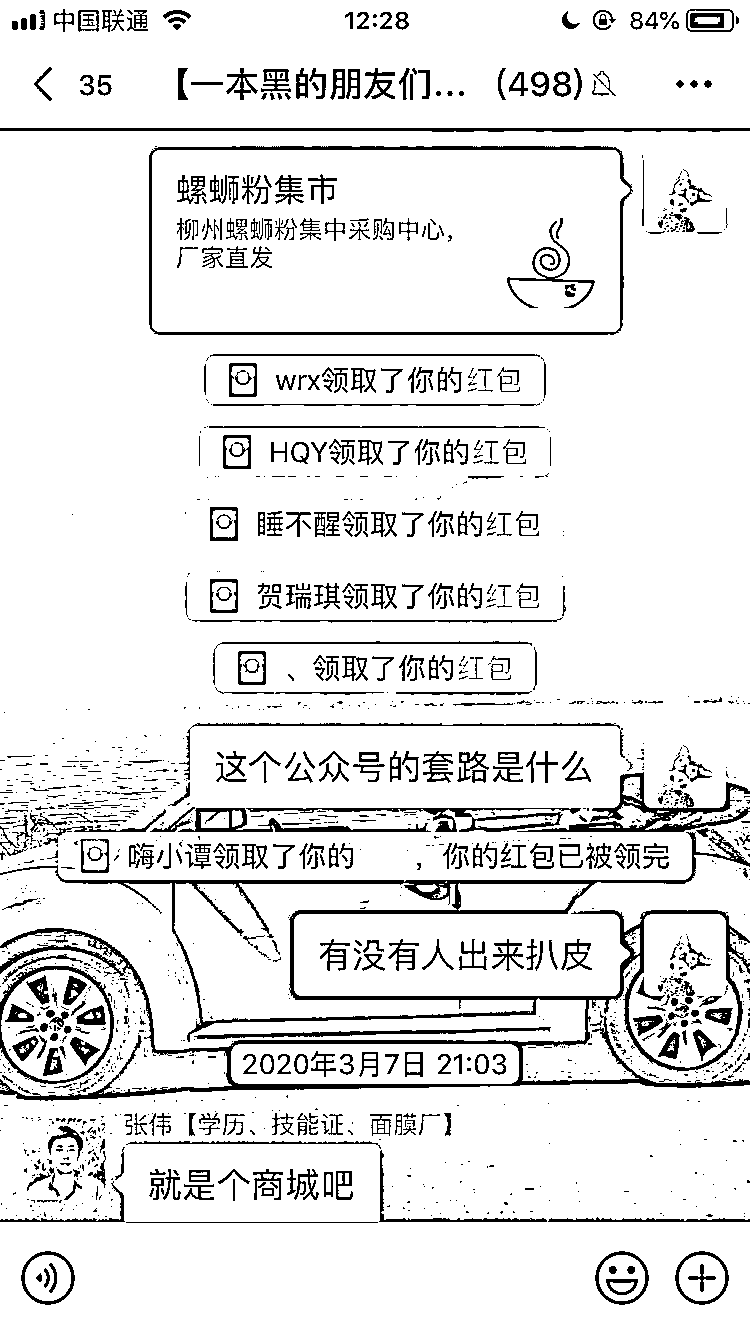 中国联通 12:28 84%
35 【一本黑的朋友们... (498)
螺蛳粉集市
柳州螺蛳粉集中采购中心，
厂家直发
wrx领取了你的红包
HQY领取了你的红包
睡不醒领取了你的红包
贺瑞琪领取了你的红包
、领取了你的红包
这个公众号的套路是什么
嗨小谭领取了你的 ，你的红包已被领完
有没有人出来扒皮
2020年3月7日 21:03
张伟【学历、技能证、面膜厂】
就是个商城吧